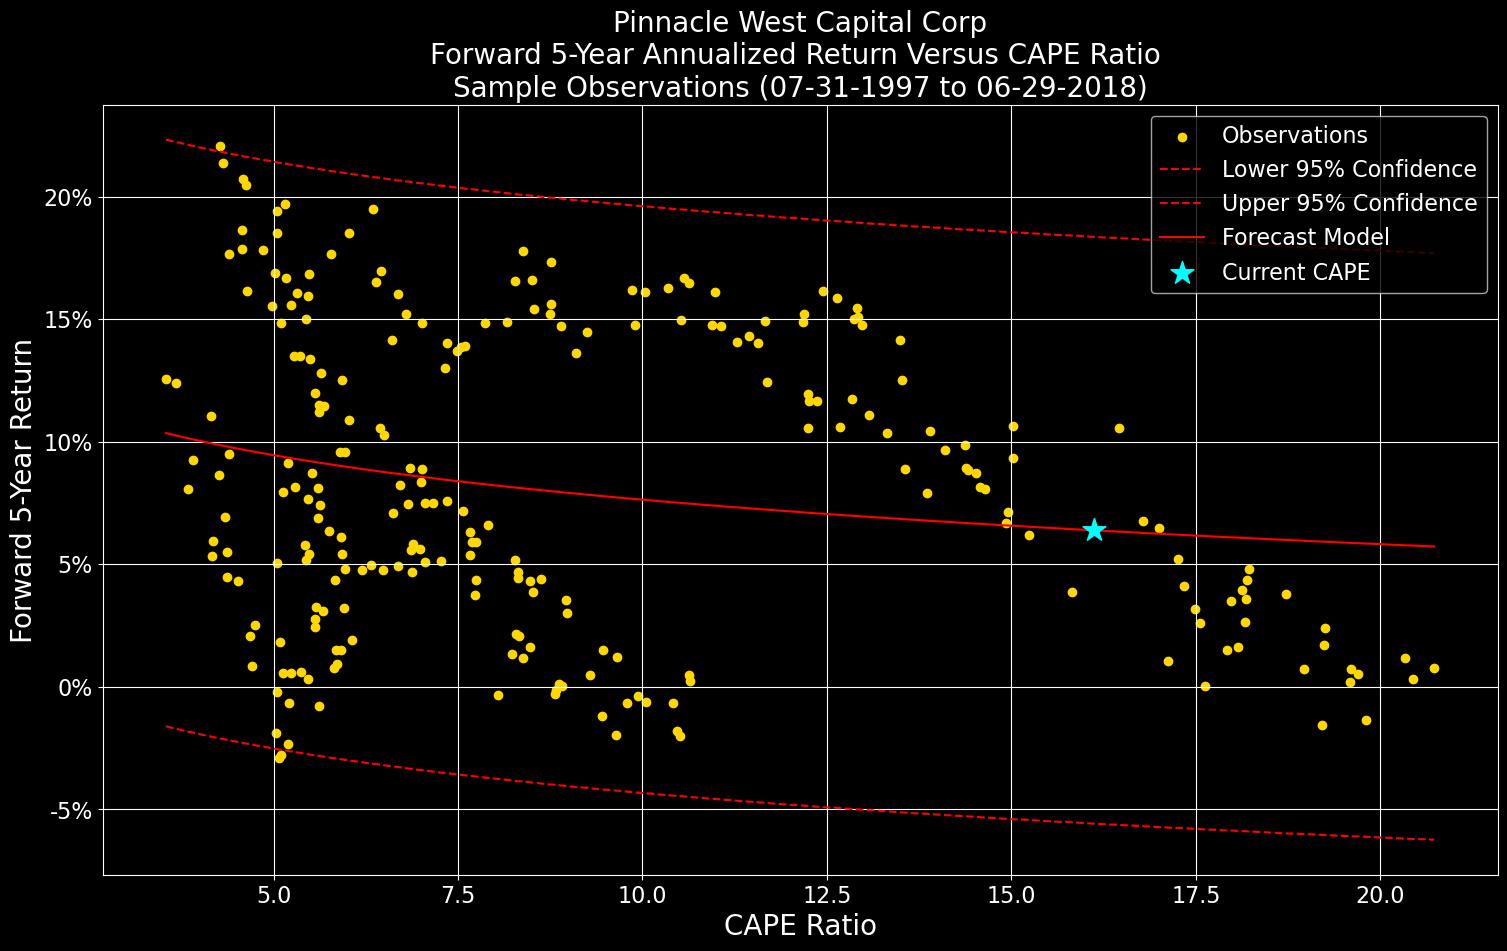 Pinnacle West Capital Corp
Forward 5-Year Annualized Return Versus CAPE Ratio
Sample Observations (07-31-1997 to 06-29-2018)
Observations
Lower 95% Confidence
Upper 95% Confidence
Forecast Model
Current CAPE
Forward 5-Year Return
20%
15%
10%
5%
0%
-5%
5.0
7.5
10.0
12.5
15.0
17.5
20.0
CAPE Ratio